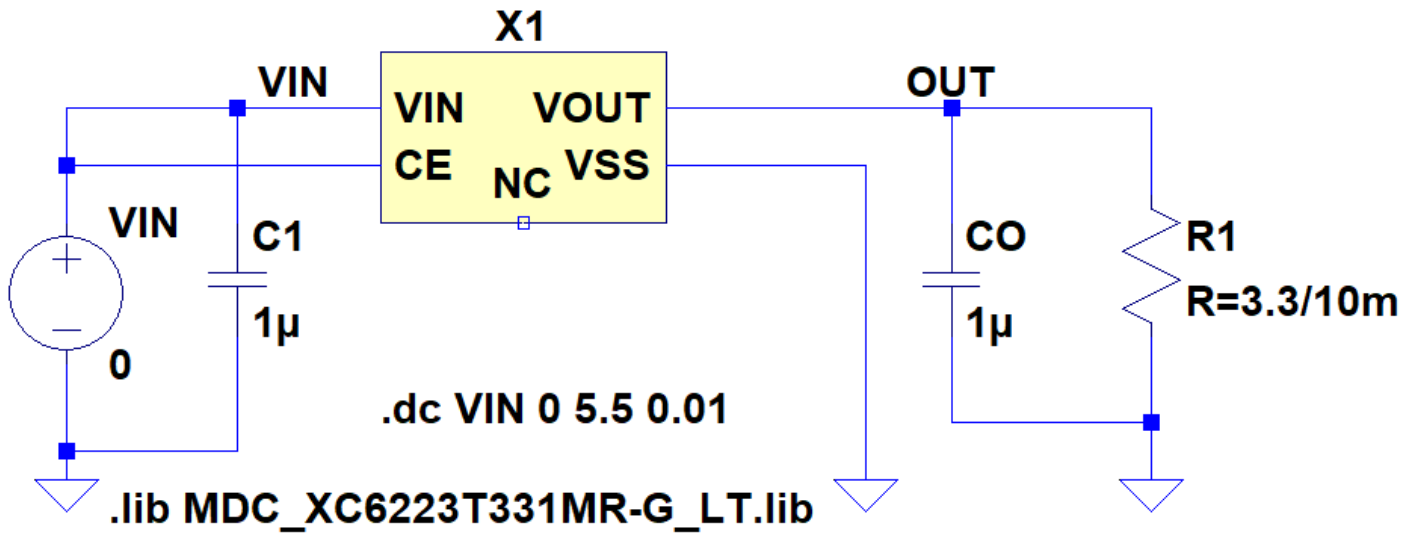 X1
VIN
OUT
VIN
VOUT
CE
VSS
NC
VIN
C1
CO
R1
R=3.3/10m
1µ
1µ
0
.dc VIN 0 5.5 0.01
.lib MDC_XC6223T331MR-G_LT.lib